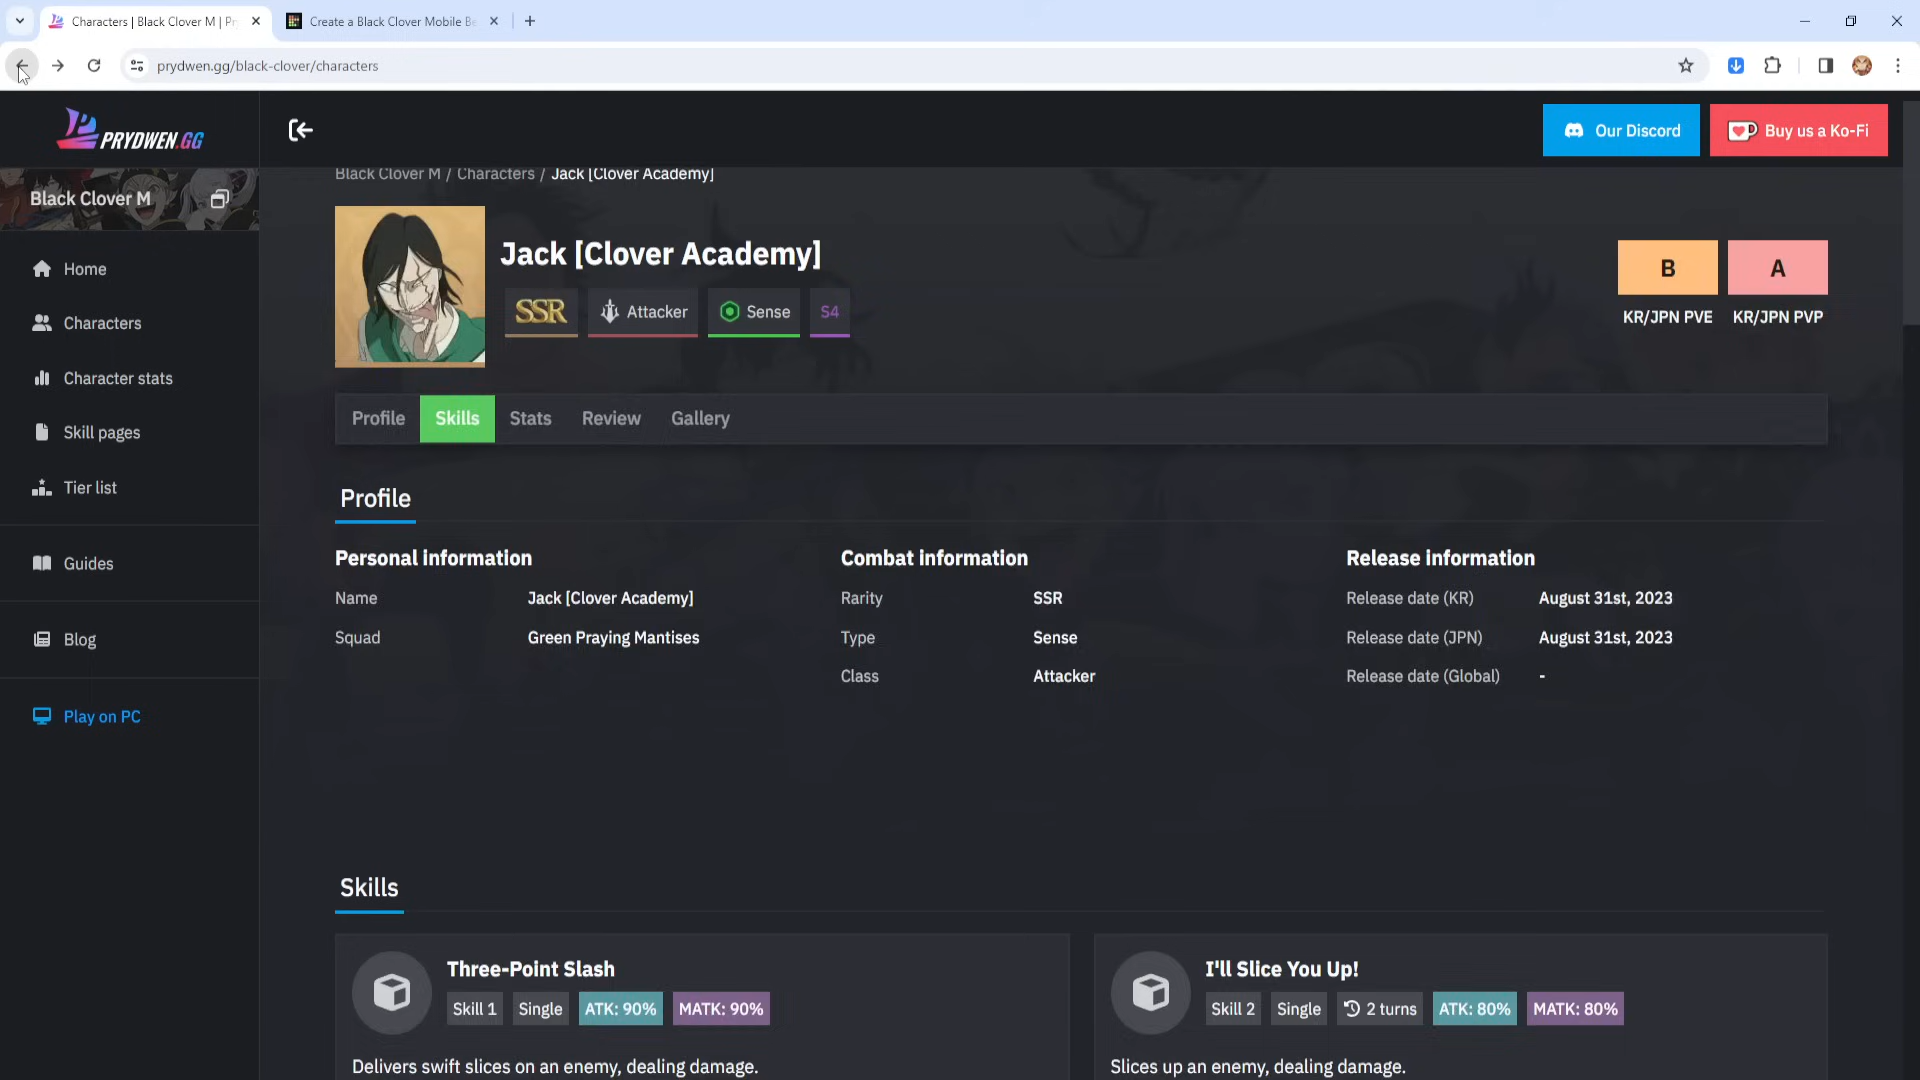 Characters | Black Clover M | Pr
Create a Black Clover Mobile Be
prydwen.gg/black-clover/characters
PRYDWEN.GG
Our Discord
Buy us a Ko-Fi
Black Clover M
Home
Characters
Character stats
Skill pages
Tier list
Guides
Blog
Play on PC
Black Clover M / Characters / Jack [Clover Academy]
Jack [Clover Academy]
SSR Attacker Sense S4
B A
KR/JPN PVE KR/JPN PVP
Profile Skills Stats Review Gallery
Profile
Personal information
Name Jack [Clover Academy]
Squad Green Praying Mantises
Combat information
Rarity SSR
Type Sense
Class Attacker
Release information
Release date (KR) August 31st, 2023
Release date (JPN) August 31st, 2023
Release date (Global) -
Skills
Three-Point Slash
Skill 1 Single ATK: 90% MATK: 90%
Delivers swift slices on an enemy, dealing damage.
I'll Slice You Up!
Skill 2 Single 2 turns ATK: 80% MATK: 80%
Slices up an enemy, dealing damage.